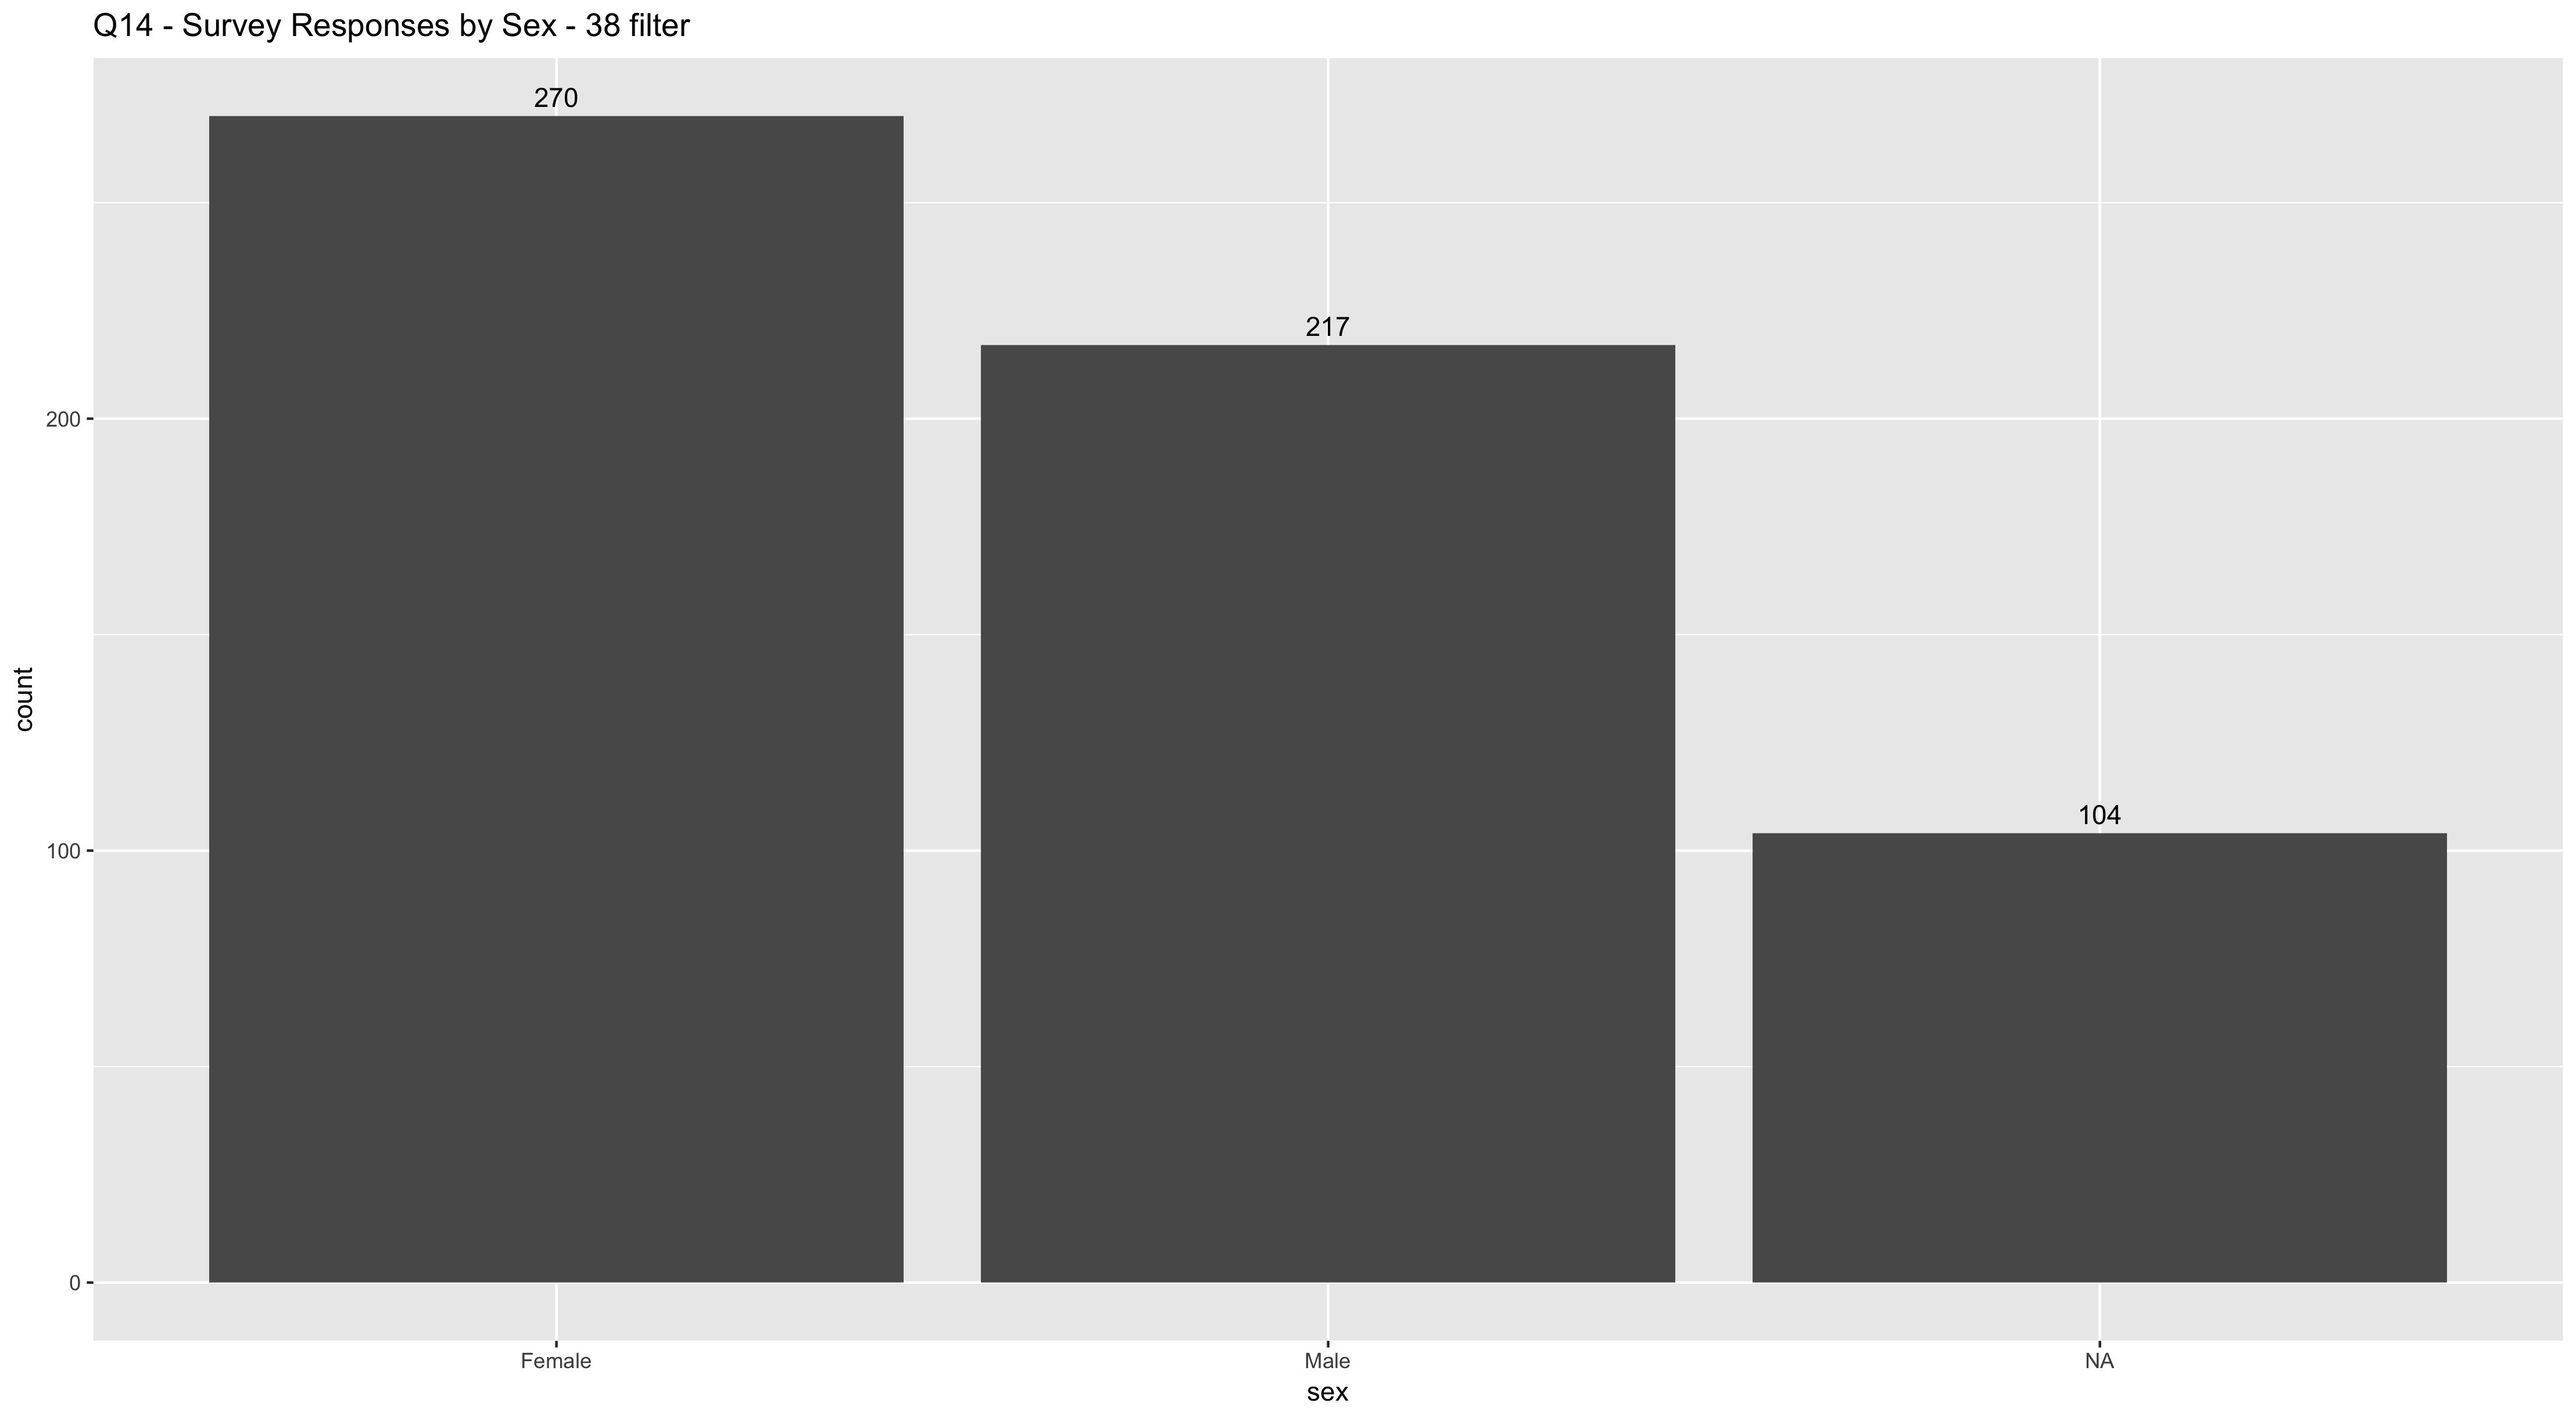 Q14 - Survey Responses by Sex - 38 filter
270
217
200
104
100
count
0
Female
Male
NA
sex